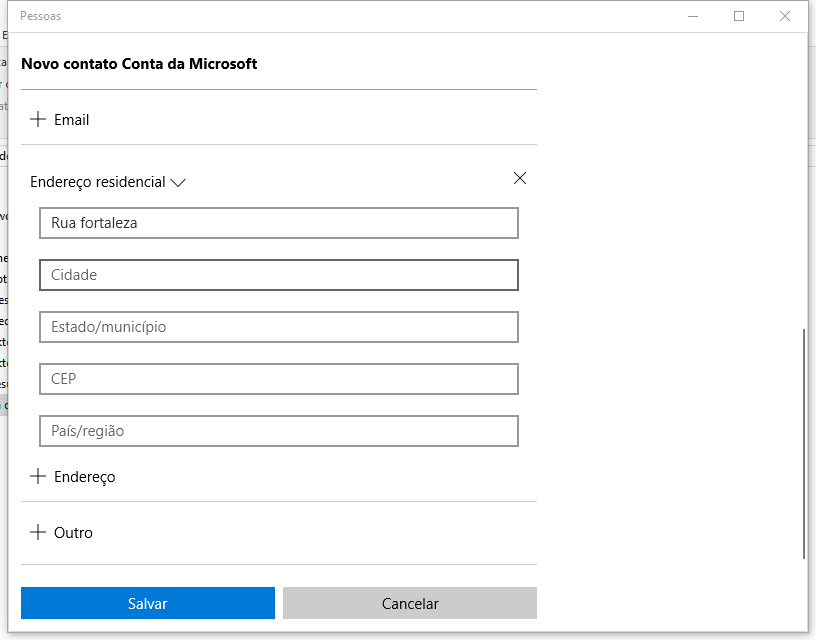 Pessoas
Novo contato Conta da Microsoft
Email
Endereço residencial
Rua fortaleza
Cidade
Estado/município
CEP
País/região
Endereço
Outro
Salvar
Cancelar